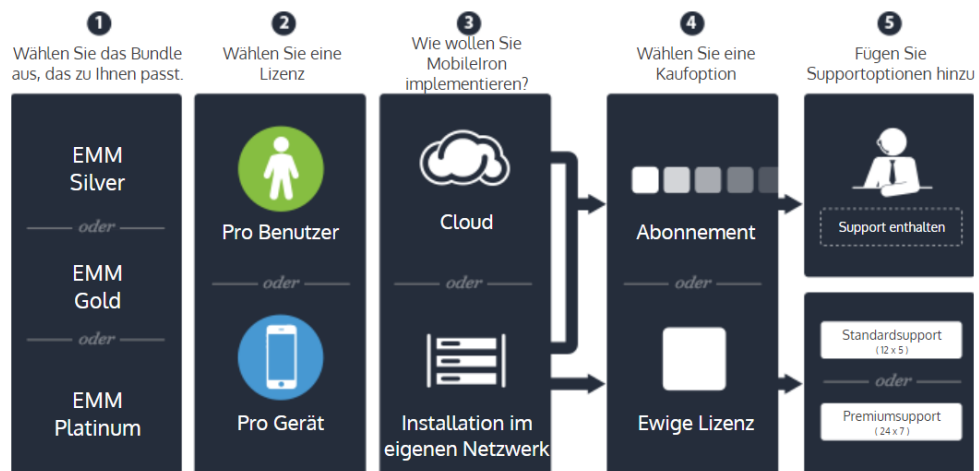 1
Wählen Sie das Bundle
aus, das zu Ihnen passt.
EMM
Silver
oder
EMM
Gold
oder
EMM
Platinum
2
Wählen Sie eine
Lizenz
Pro Benutzer
oder
Pro Gerät
3
Wie wollen Sie
MobileIron
implementieren?
Cloud
oder
Installation im
eigenen Netzwerk
4
Wählen Sie eine
Kaufoption
Abonnement
oder
Ewige Lizenz
5
Fügen Sie
Supportoptionen hinzu
Support enthalten
Standardsupport
(12 x 5)
oder
Premiumsupport
(24 x 7)